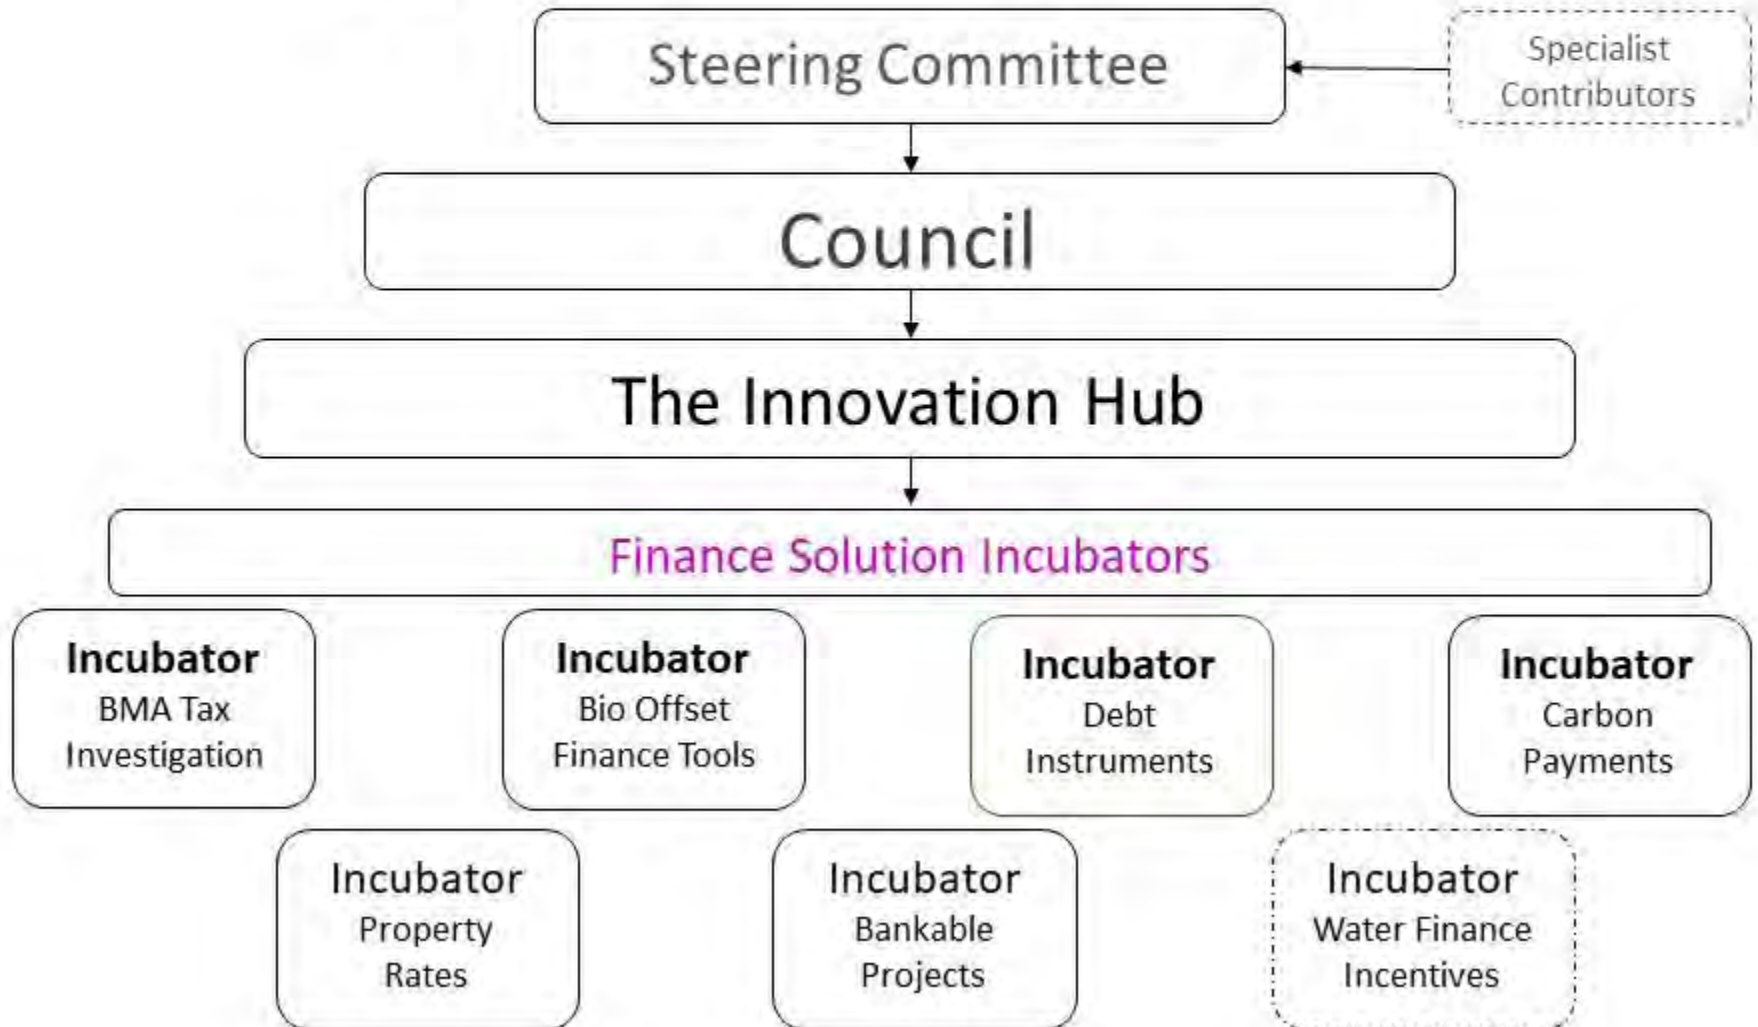 Steering Committee
Specialist
Contributors
Council
The Innovation Hub
Finance Solution Incubators
Incubator
BMA Tax
Investigation
Incubator
Bio Offset
Finance Tools
Incubator
Debt
Instruments
Incubator
Carbon
Payments
Incubator
Property
Rates
Incubator
Bankable
Projects
Incubator
Water Finance
Incentives